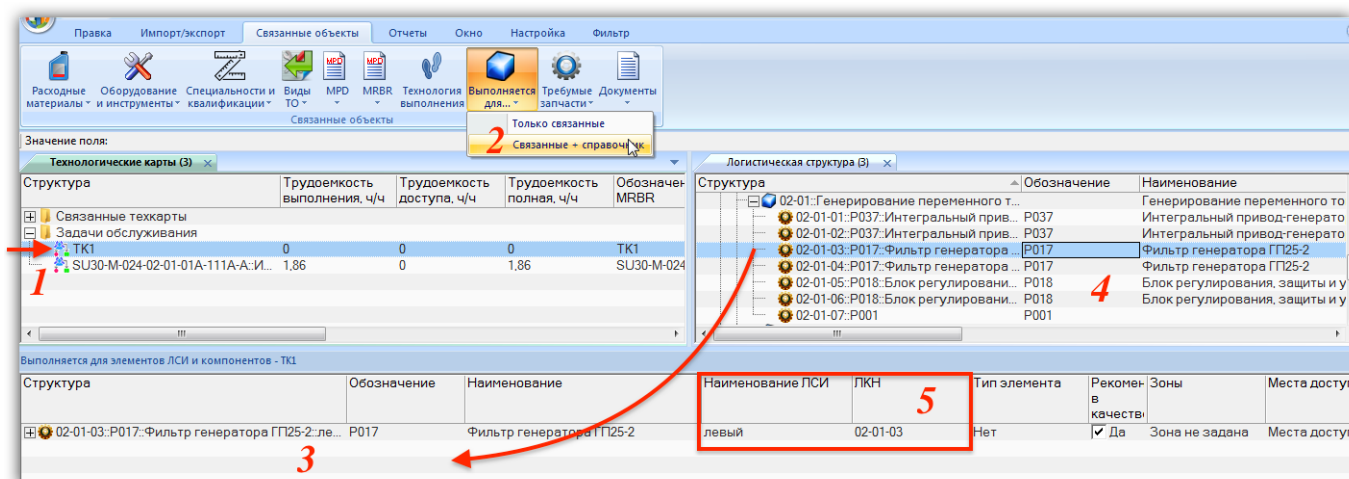 Правка Импорт/экспорт Связанные объекты Отчеты Окно Настройка Фильтр
MPD MPD
Расходные материалы Оборудование и инструменты Специальности и квалификации Виды ТО MPD MRBR Технология выполнения Выполняется для... Требуемые запчасти Документы
Связанные объекты
Только связанные
2 Связанные + справочник
Значение поля:
Технологические карты (3)
Структура Трудоемкость выполнения, ч/ч Трудоемкость доступа, ч/ч Трудоемкость полная, ч/ч Обозначен MRBR
Связанные техкарты
Задачи обслуживания
ТК1 0 0 0 ТК1
1 SU30-M-024-02-01-01A-111A-A::И... 1,86 0 1,86 SU30-M-024
Логистическая структура (3)
Структура Обозначение Наименование
02-01::Генерирование переменного т... Генерирование переменного то
02-01-01::P037::Интегральный прив... P037 Интегральный привод-генерато
02-01-02::P037::Интегральный прив... P037 Интегральный привод-генерато
02-01-03::P017::Фильтр генератора ... P017 Фильтр генератора ГП25-2
02-01-04::P017::Фильтр генератора ... P017 Фильтр генератора ГП25-2
02-01-05::P018::Блок регулировани... P018 Блок регулирования, защиты и у
02-01-06::P018::Блок регулировани... P018 4 Блок регулирования, защиты и у
02-01-07::P001 P001
Выполняется для элементов ЛСИ и компонентов - ТК1
Структура Обозначение Наименование Наименование ЛСИ ЛКН 5 Тип элемента Рекомен в качестве Зоны Места досту
02-01-03::P017::Фильтр генератора ГП25-2::ле... P017 Фильтр генератора ГП25-2 левый 02-01-03 Нет Да Зона не задана Места досту
3